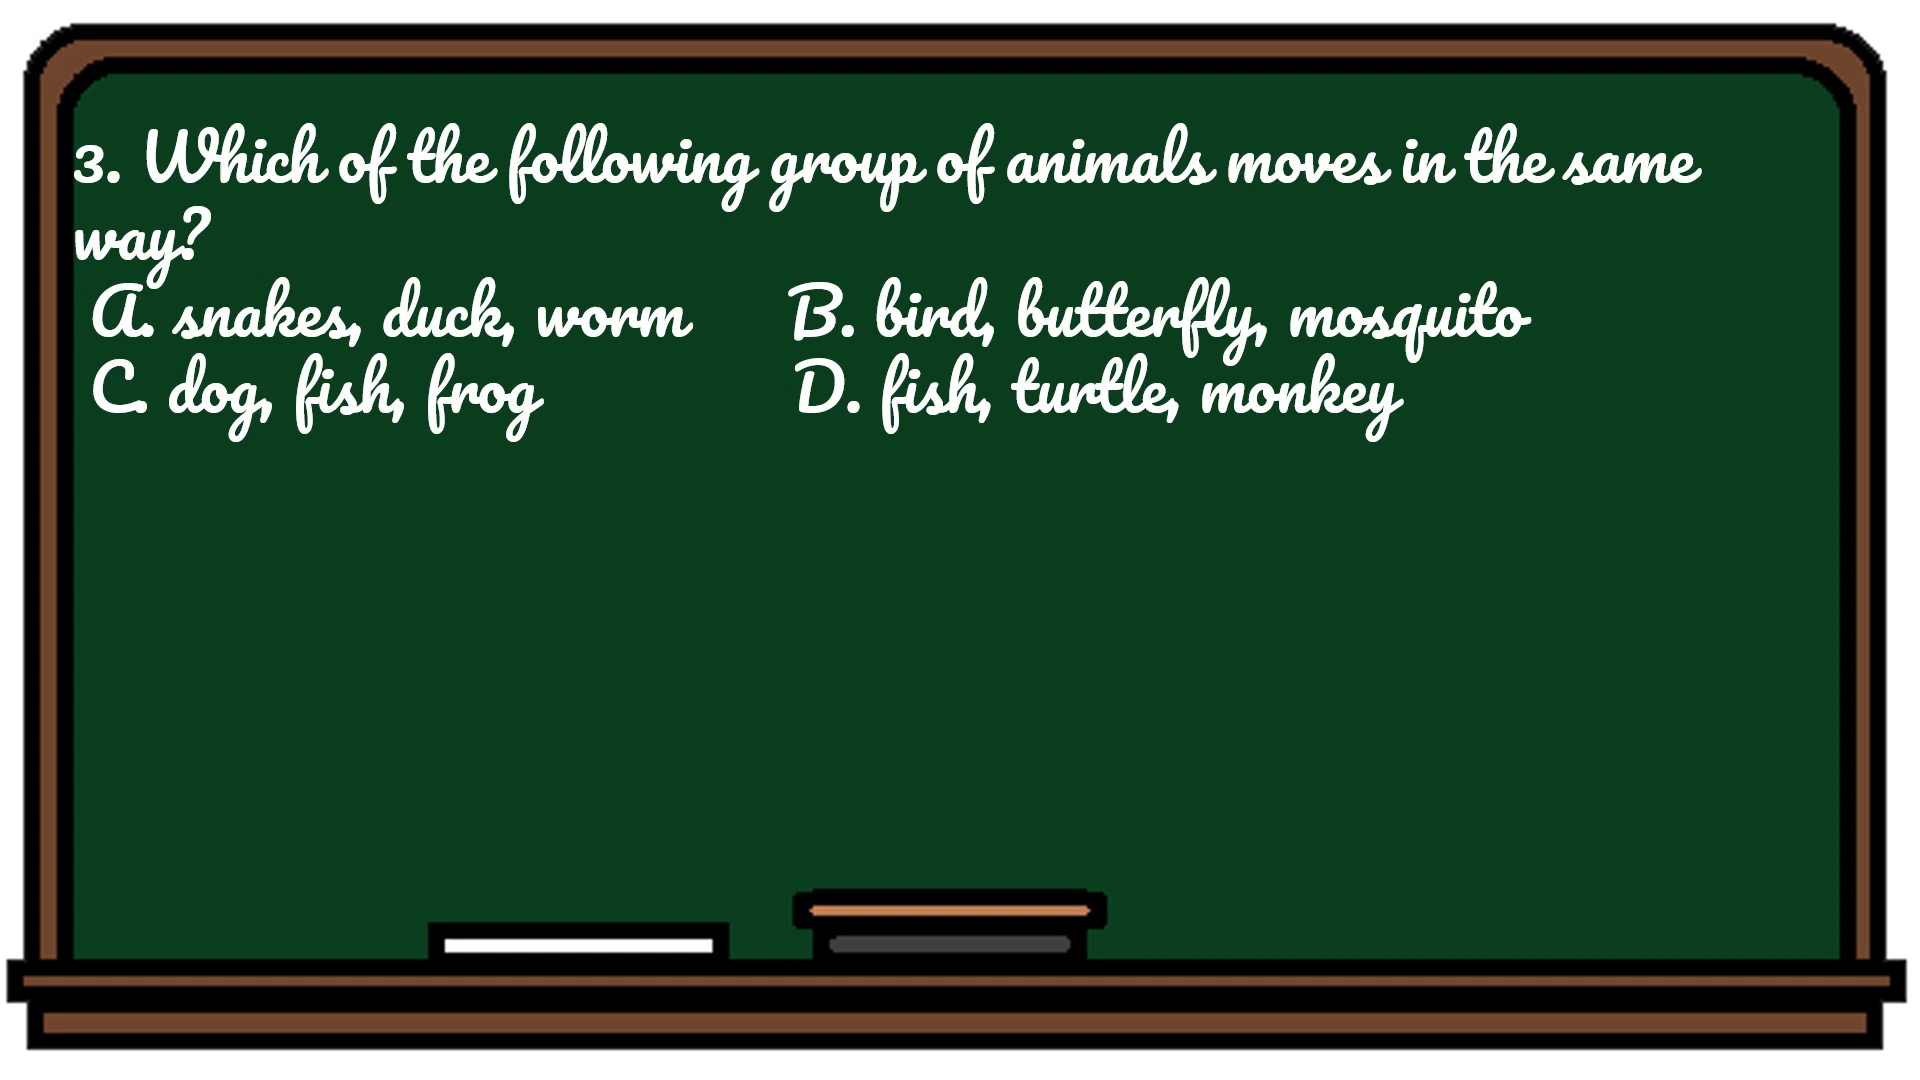 3. Which of the following group of animals moves in the same
way?
A. snakes, duck, worm B. bird, butterfly, mosquito
C. dog, fish, frog D. fish, turtle, monkey